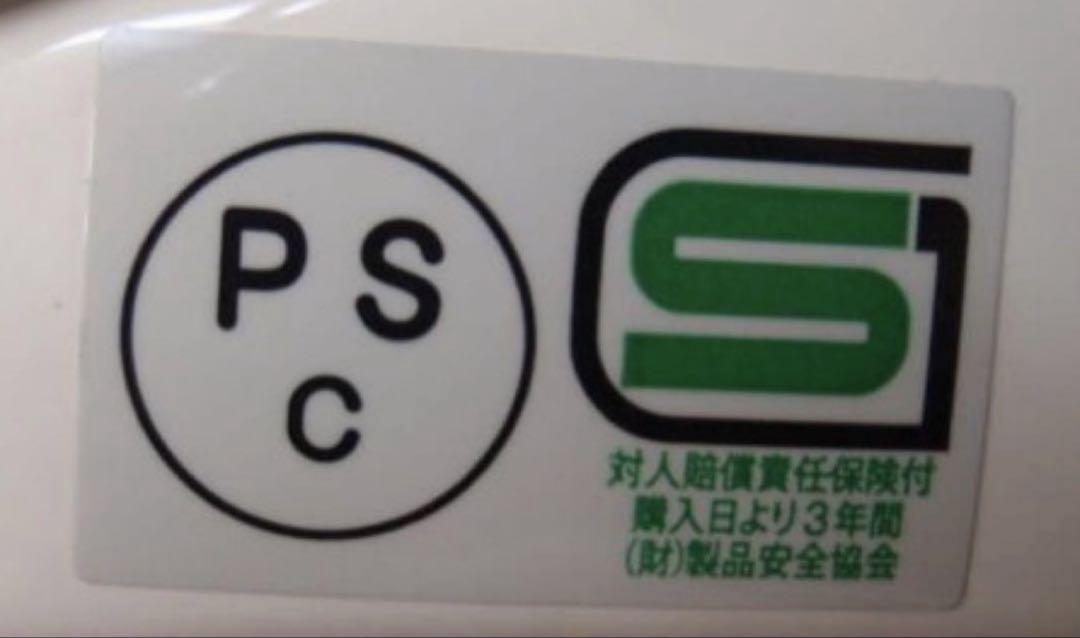 P S
C
SG
対人賠償責任保険付
購入日より3年間
(財)製品安全協会